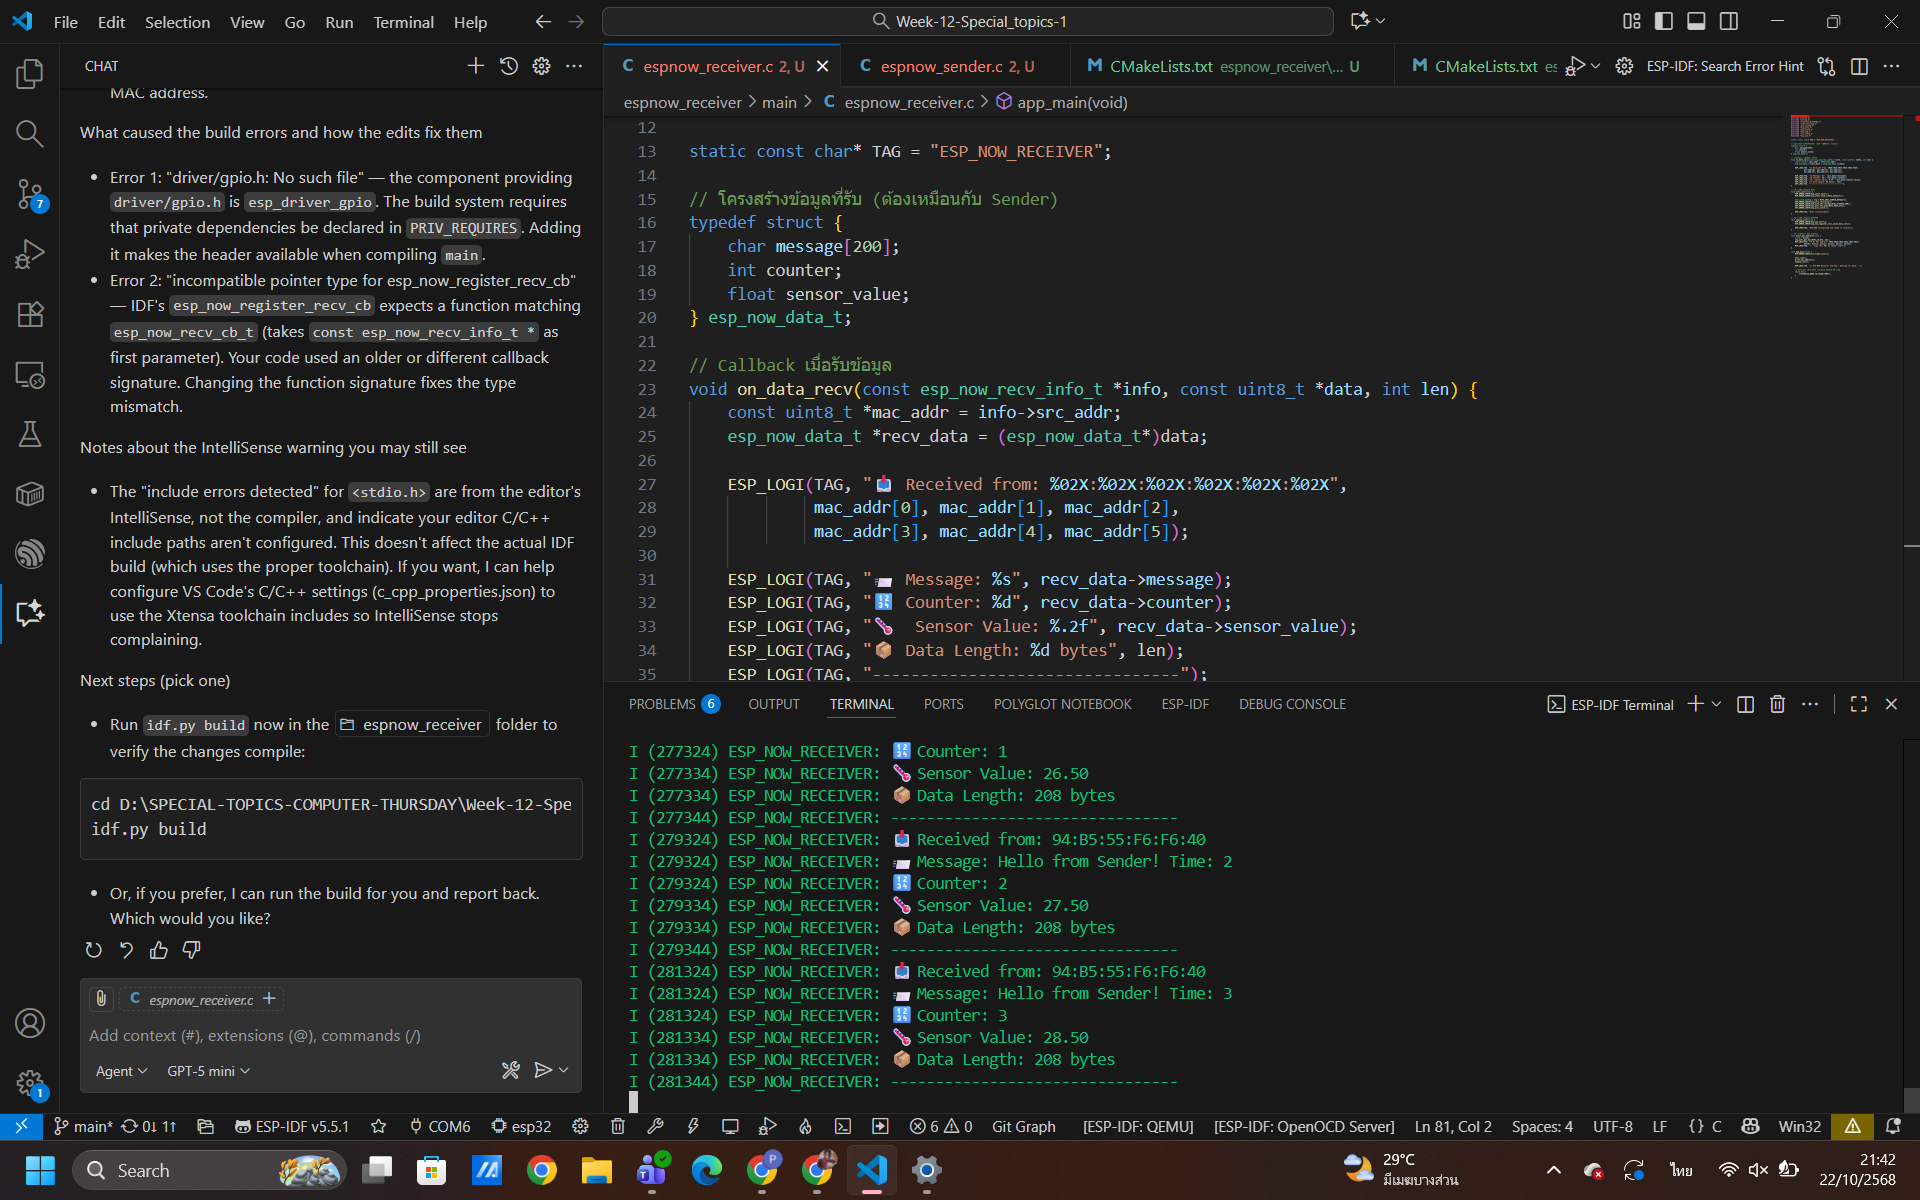 File Edit Selection View Go Run Terminal Help
Week-12-Special_topics-1
CHAT
MAC address.
What caused the build errors and how the edits fix them
• Error 1: "driver/gpio.h: No such file" — the component providing
driver/gpio.h is esp_driver_gpio. The build system requires
that private dependencies be declared in PRIV_REQUIRES. Adding
it makes the header available when compiling main.
• Error 2: "incompatible pointer type for esp_now_register_recv_cb"
— IDF's esp_now_register_recv_cb expects a function matching
esp_now_recv_cb_t (takes const esp_now_recv_info_t * as
first parameter). Your code used an older or different callback
signature. Changing the function signature fixes the type
mismatch.
Notes about the IntelliSense warning you may still see
• The "include errors detected" for <stdio.h> are from the editor's
IntelliSense, not the compiler, and indicate your editor C/C++
include paths aren't configured. This doesn't affect the actual IDF
build (which uses the proper toolchain). If you want, I can help
configure VS Code's C/C++ settings (c_cpp_properties.json) to
use the Xtensa toolchain includes so IntelliSense stops
complaining.
Next steps (pick one)
• Run idf.py build now in the espnow_receiver folder to
verify the changes compile:
cd D:\SPECIAL-TOPICS-COMPUTER-THURSDAY\Week-12-Spe
idf.py build
• Or, if you prefer, I can run the build for you and report back.
Which would you like?
C espnow_receiver.c +
Add context (#), extensions (@), commands (/)
Agent GPT-5 mini
7
1
C espnow_receiver.c 2, U
C espnow_sender.c 2, U
M CMakeLists.txt espnow_receiver\... U
M CMakeLists.txt es
ESP-IDF: Search Error Hint
espnow_receiver > main > C espnow_receiver.c > app_main(void)
12
13 static const char* TAG = "ESP_NOW_RECEIVER";
14
15 // โครงสร้างข้อมูลที่รับ (ต้องเหมือนกับ Sender)
16 typedef struct {
17 char message[200];
18 int counter;
19 float sensor_value;
20 } esp_now_data_t;
21
22 // Callback เมื่อรับข้อมูล
23 void on_data_recv(const esp_now_recv_info_t *info, const uint8_t *data, int len) {
24 const uint8_t *mac_addr = info->src_addr;
25 esp_now_data_t *recv_data = (esp_now_data_t*)data;
26
27 ESP_LOGI(TAG, "📥 Received from: %02X:%02X:%02X:%02X:%02X:%02X",
28 mac_addr[0], mac_addr[1], mac_addr[2],
29 mac_addr[3], mac_addr[4], mac_addr[5]);
30
31 ESP_LOGI(TAG, "📨 Message: %s", recv_data->message);
32 ESP_LOGI(TAG, "🔢 Counter: %d", recv_data->counter);
33 ESP_LOGI(TAG, "🌡️ Sensor Value: %.2f", recv_data->sensor_value);
34 ESP_LOGI(TAG, "📦 Data Length: %d bytes", len);
35 ESP_LOGI(TAG, "--------------------------------");
PROBLEMS 6 OUTPUT TERMINAL PORTS POLYGLOT NOTEBOOK ESP-IDF DEBUG CONSOLE
ESP-IDF Terminal
I (277324) ESP_NOW_RECEIVER: 🔢 Counter: 1
I (277334) ESP_NOW_RECEIVER: 🌡️ Sensor Value: 26.50
I (277334) ESP_NOW_RECEIVER: 📦 Data Length: 208 bytes
I (277344) ESP_NOW_RECEIVER: --------------------------------
I (279324) ESP_NOW_RECEIVER: 📥 Received from: 94:B5:55:F6:F6:40
I (279324) ESP_NOW_RECEIVER: 📨 Message: Hello from Sender! Time: 2
I (279324) ESP_NOW_RECEIVER: 🔢 Counter: 2
I (279334) ESP_NOW_RECEIVER: 🌡️ Sensor Value: 27.50
I (279334) ESP_NOW_RECEIVER: 📦 Data Length: 208 bytes
I (279344) ESP_NOW_RECEIVER: --------------------------------
I (281324) ESP_NOW_RECEIVER: 📥 Received from: 94:B5:55:F6:F6:40
I (281324) ESP_NOW_RECEIVER: 📨 Message: Hello from Sender! Time: 3
I (281324) ESP_NOW_RECEIVER: 🔢 Counter: 3
I (281334) ESP_NOW_RECEIVER: 🌡️ Sensor Value: 28.50
I (281334) ESP_NOW_RECEIVER: 📦 Data Length: 208 bytes
I (281344) ESP_NOW_RECEIVER: --------------------------------
main* 0↓ 1↑ ESP-IDF v5.5.1 COM6 esp32 6 0 Git Graph [ESP-IDF: QEMU] [ESP-IDF: OpenOCD Server] Ln 81, Col 2 Spaces: 4 UTF-8 LF {} C Win32
Search
29°C
มีเมฆบางส่วน
ไทย
21:42
22/10/2568